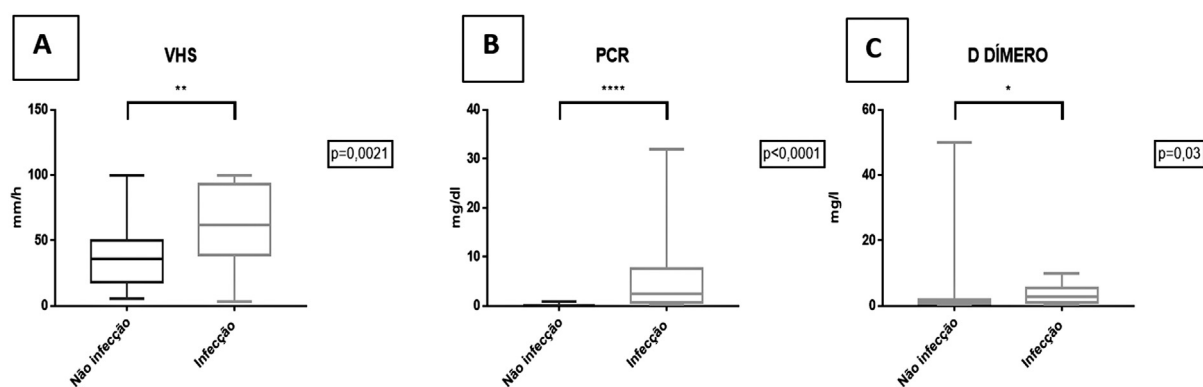 A
VHS
**
150
100
50
0
mm/h
p=0,0021
Não infecção
Infecção
B
PCR
****
40
30
20
10
0
mg/dl
p<0,0001
Não infecção
Infecção
C
D DÍMERO
*
60
40
20
0
mg/l
p=0,03
Não infecção
Infecção